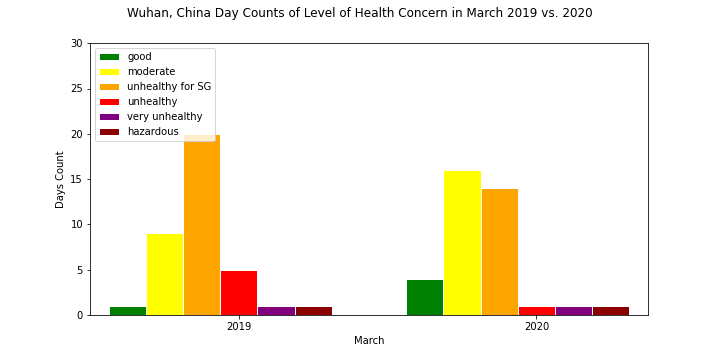 Wuhan, China Day Counts of Level of Health Concern in March 2019 vs. 2020
30
25
20
15
10
5
0
Days Count
good
moderate
unhealthy for SG
unhealthy
very unhealthy
hazardous
2019
2020
March